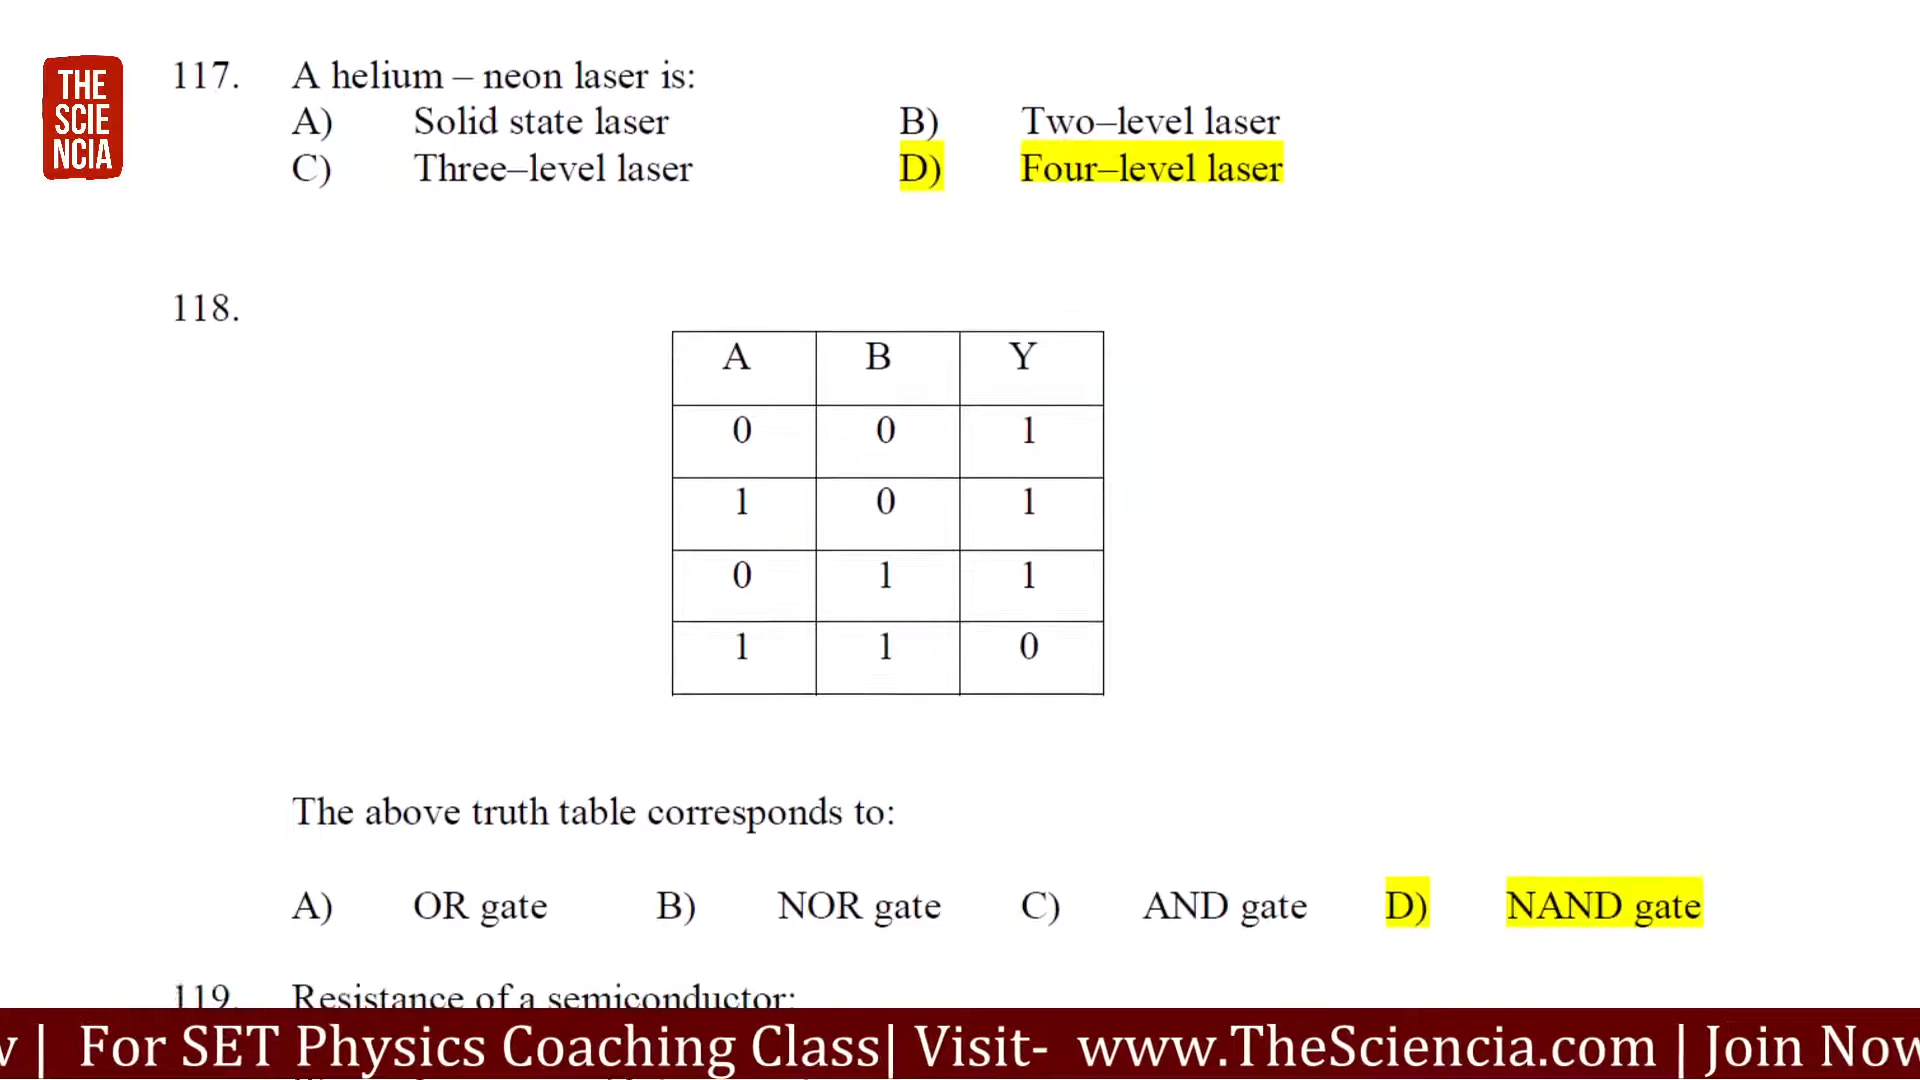 THE
SCIE
NCIA
117. A helium – neon laser is:
A) Solid state laser B) Two–level laser
C) Three–level laser D) Four–level laser
118.
A B Y
0 0 1
1 0 1
0 1 1
1 1 0
The above truth table corresponds to:
A) OR gate B) NOR gate C) AND gate D) NAND gate
119. Resistance of a semiconductor:
w | For SET Physics Coaching Class| Visit- www.TheSciencia.com | Join Now